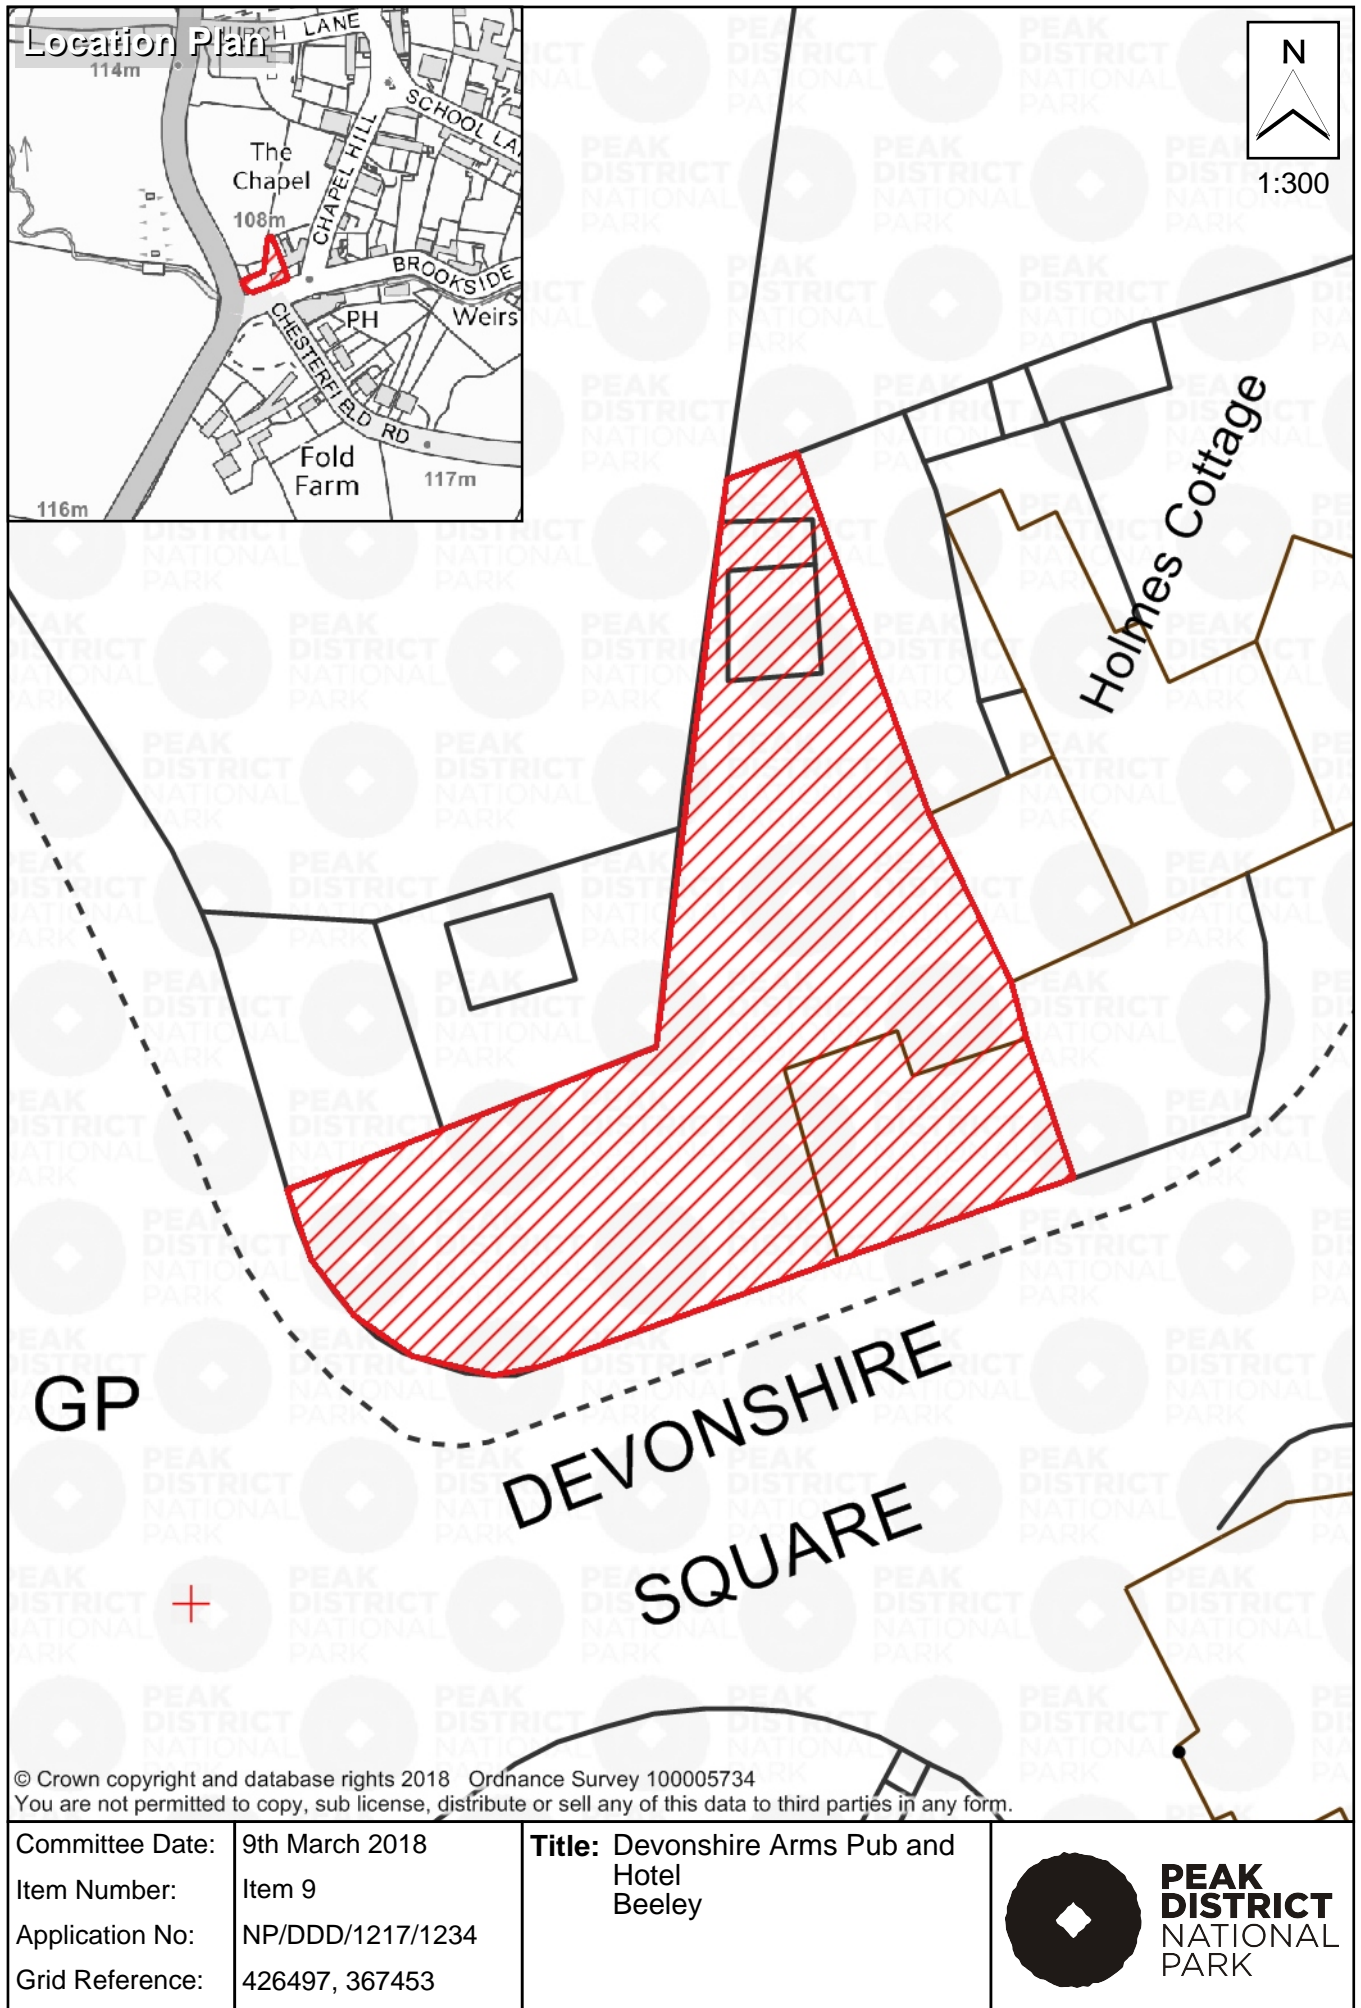 Location Plan
CHURCH LANE
114m
SCHOOL LA
The
Chapel
CHAPEL HILL
108m
BROOKSIDE
PH
Weirs
CHESTERFIELD RD
Fold
Farm
117m
116m
N
1:300
Holmes Cottage
GP
DEVONSHIRE
SQUARE
© Crown copyright and database rights 2018 Ordnance Survey 100005734
You are not permitted to copy, sub license, distribute or sell any of this data to third parties in any form.
Committee Date: 9th March 2018
Item Number: Item 9
Application No: NP/DDD/1217/1234
Grid Reference: 426497, 367453
Title: Devonshire Arms Pub and
Hotel
Beeley
PEAK
DISTRICT
NATIONAL
PARK